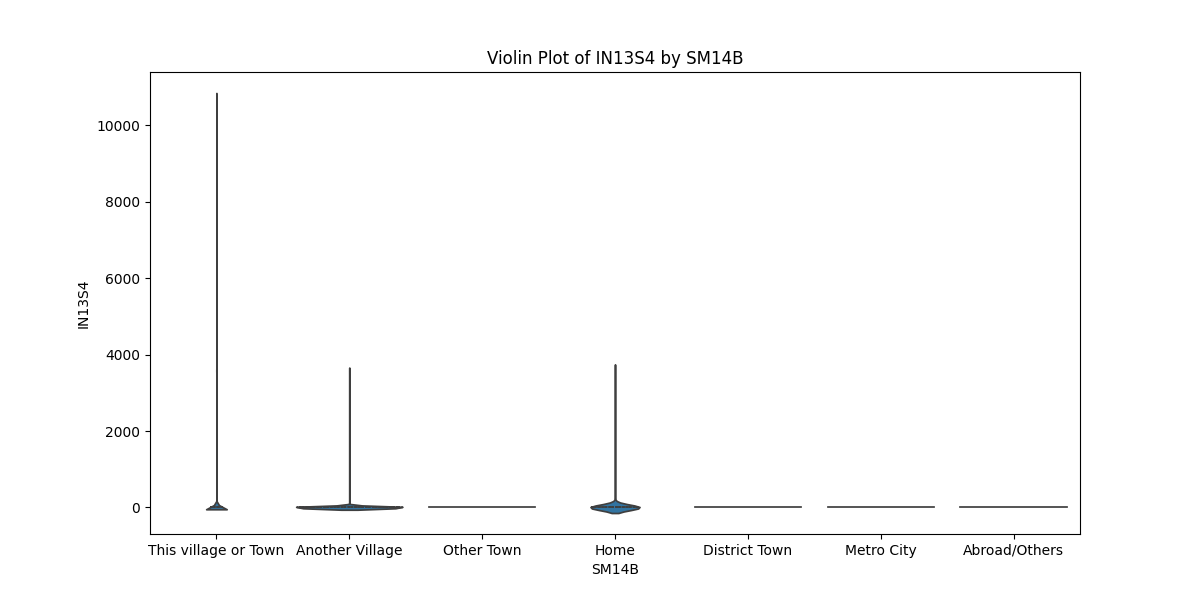 Violin Plot of IN13S4 by SM14B
10000
8000
6000
4000
2000
0
IN13S4
This village or Town Another Village Other Town Home District Town Metro City Abroad/Others
SM14B